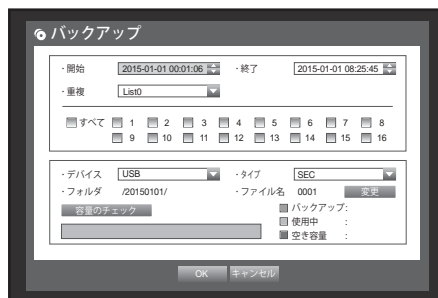 バックアップ
・開始 2015-01-01 00:01:06 ・終了 2015-01-01 08:25:45
・重複 List0
すべて 1 2 3 4 5 6 7 8
9 10 11 12 13 14 15 16
・デバイス USB ・タイプ SEC
・フォルダ /20150101/ ・ファイル名 0001 変更
容量のチェック バックアップ:
使用中 :
空き容量 :
OK キャンセル